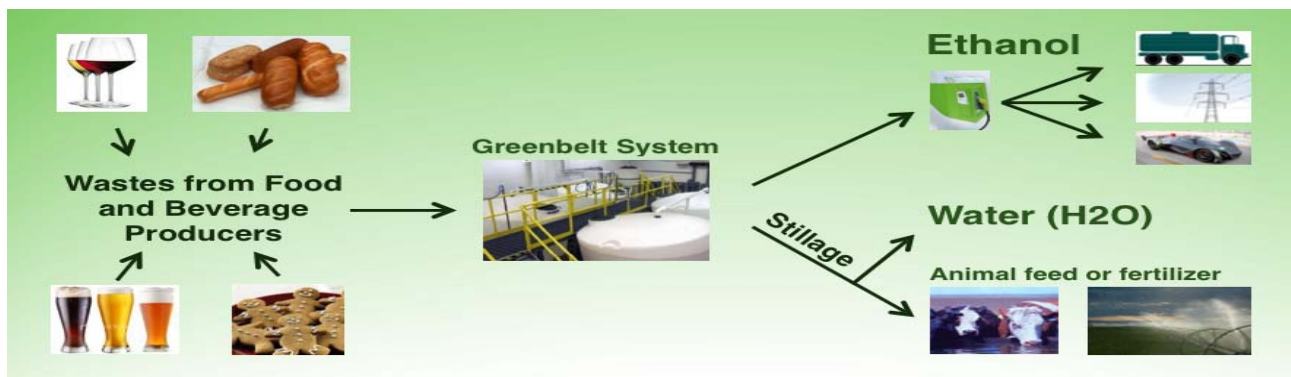 Wastes from Food
and Beverage
Producers
Greenbelt System
Ethanol
Stillage
Water (H2O)
Animal feed or fertilizer